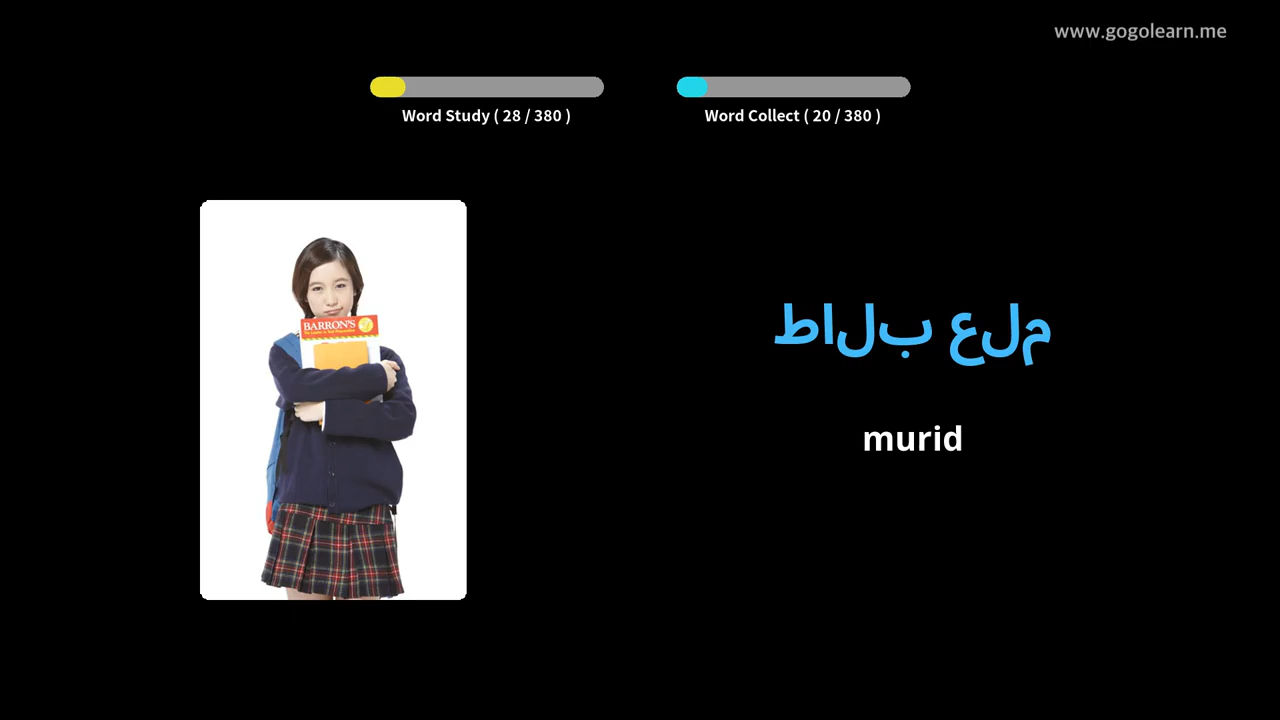 www.gogolearn.me
Word Study ( 28 / 380 )
Word Collect ( 20 / 380 )
BARRON'S
طالب علم
murid